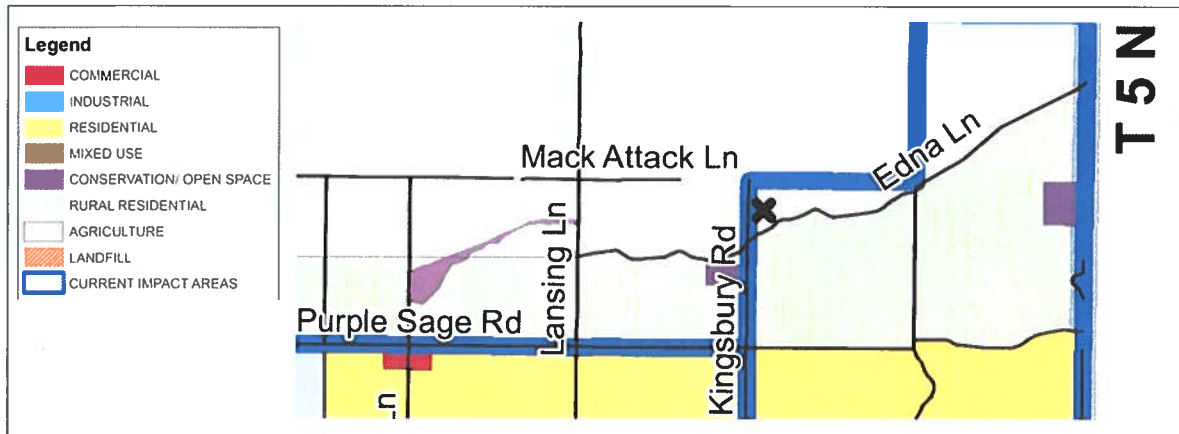 Legend
COMMERCIAL
INDUSTRIAL
RESIDENTIAL
MIXED USE
CONSERVATION/ OPEN SPACE
RURAL RESIDENTIAL
AGRICULTURE
LANDFILL
CURRENT IMPACT AREAS
Mack Attack Ln
Edna Ln
Lansing Ln
Kingsbury Rd
Purple Sage Rd
Ln
T 5 N